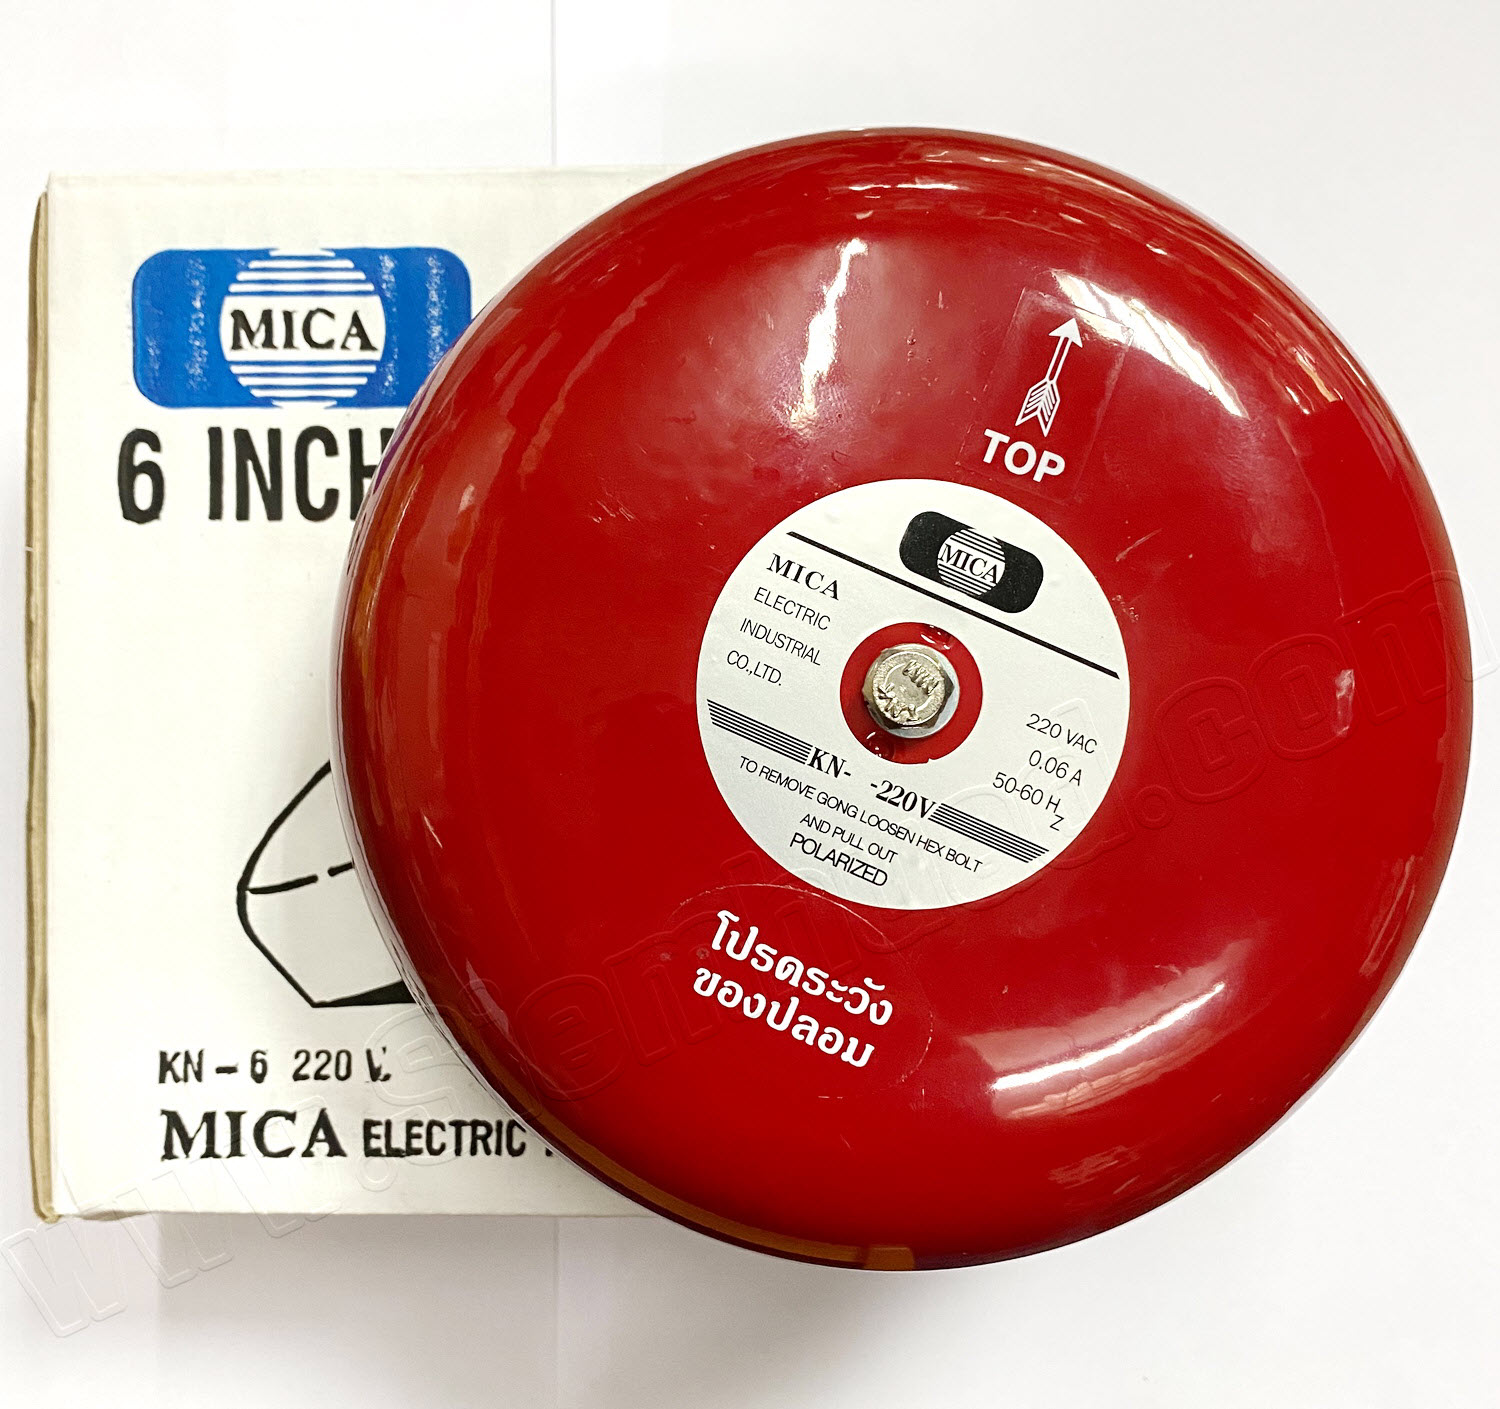 MICA
6 INCH
KN - 6 220 V
MICA ELECTRIC
TOP
MICA
MICA
ELECTRIC
INDUSTRIAL
CO.,LTD.
220 VAC
0.06 A
50-60 HZ
KN- -220V
TO REMOVE GONG LOOSEN HEX BOLT
AND PULL OUT
POLARIZED
โปรดระวัง
ของปลอม